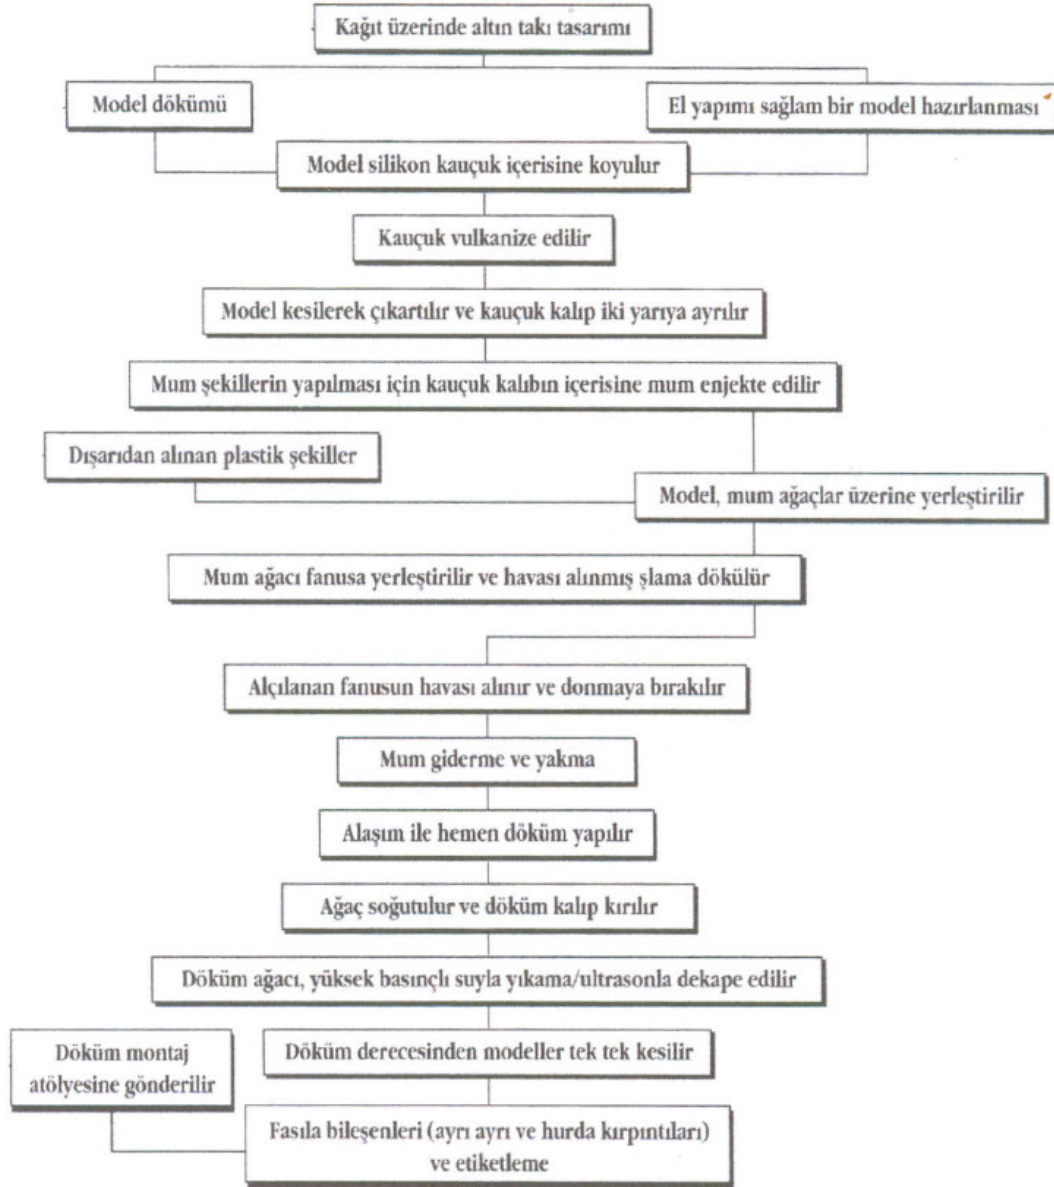 Kağıt üzerinde altın takı tasarımı
Model dökümü
El yapımı sağlam bir model hazırlanması
Model silikon kauçuk içerisine koyulur
Kauçuk vulkanize edilir
Model kesilerek çıkartılır ve kauçuk kalıp iki yarıya ayrılır
Mum şekillerin yapılması için kauçuk kalıbın içerisine mum enjekte edilir
Dışarıdan alınan plastik şekiller
Model, mum ağaçlar üzerine yerleştirilir
Mum ağacı fanusa yerleştirilir ve havası alınmış şlama dökülür
Alçılanan fanusun havası alınır ve donmaya bırakılır
Mum giderme ve yakma
Alaşım ile hemen döküm yapılır
Ağaç soğutulur ve döküm kalıp kırılır
Döküm ağacı, yüksek basınçlı suyla yıkama/ultrasonla dekape edilir
Döküm montaj
atölyesine gönderilir
Döküm derecesinden modeller tek tek kesilir
Fasıla bileşenleri (ayrı ayrı ve hurda kırpıntıları)
ve etiketleme